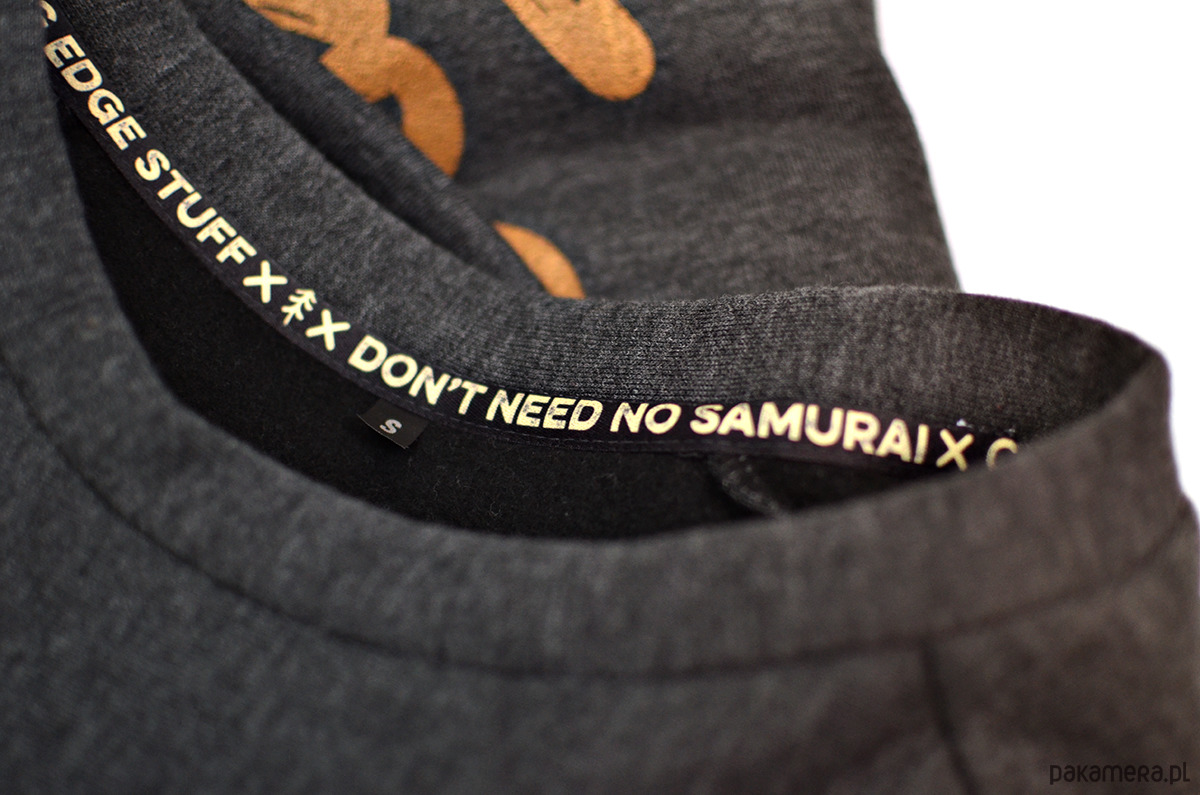 EDGE STUFF X X DON'T NEED NO SAMURAI X
S
pakamera.pl